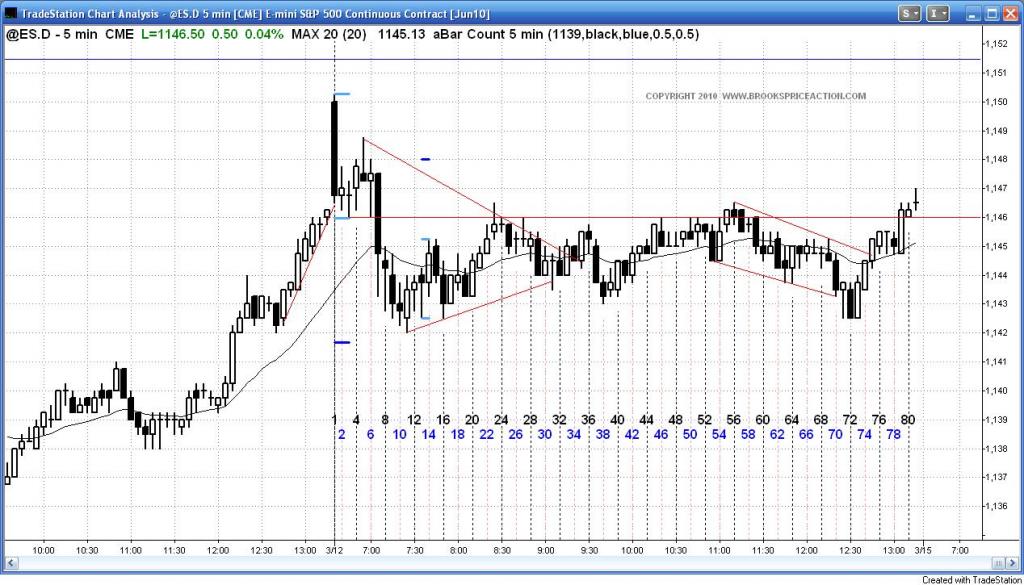 TradeStation Chart Analysis - @ES.D 5 min [CME] E-mini S&P 500 Continuous Contract [Jun10]
S
I
@ES.D - 5 min CME L=1146.50 0.50 0.04% MAX 20 (20) 1145.13 aBar Count 5 min (1139,black,blue,0.5,0.5)
1,152
1,151
COPYRIGHT 2010 WWW.BROOKSPRICEACTION.COM
1,150
1,149
1,148
1,147
1,146
1,145
1,144
1,143
1,142
1,141
1,140
1,139
1,138
1,137
1,136
1 4 8 12 16 20 24 28 32 36 40 44 48 52 56 60 64 68 72 76 80
2 6 10 14 18 22 26 30 34 38 42 46 50 54 58 62 66 70 74 78
10:00 10:30 11:00 11:30 12:00 12:30 3/12 7:00 7:30 8:00 8:30 9:00 9:30 10:00 10:30 11:00 11:30 12:00 12:30 13:00 3/15 7:00
Created with TradeStation